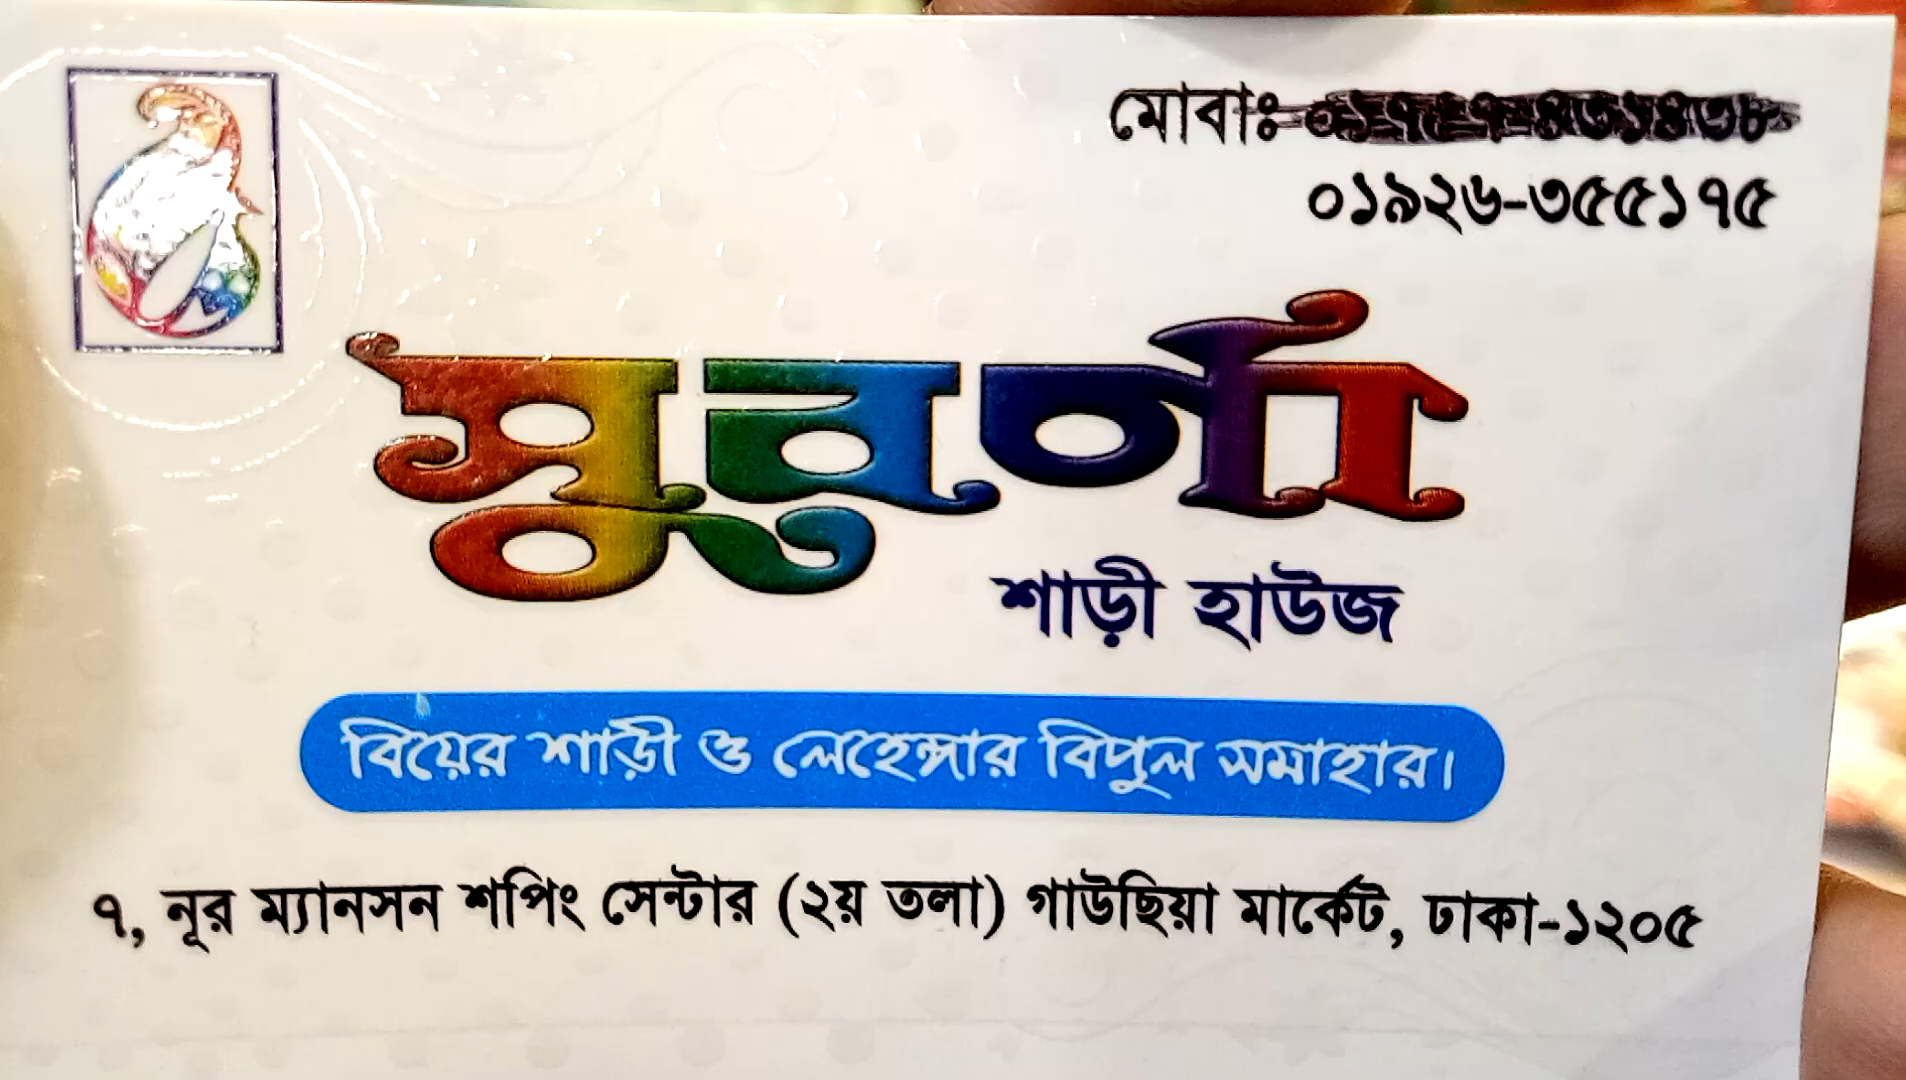 মোবাঃ
০১৯২৬-৩৫৫১৭৫
সুবর্ণা
শাড়ী হাউজ
বিয়ের শাড়ী ও লেহেঙ্গার বিপুল সমাহার।
৭, নূর ম্যানসন শপিং সেন্টার (২য় তলা) গাউছিয়া মার্কেট, ঢাকা-১২০৫